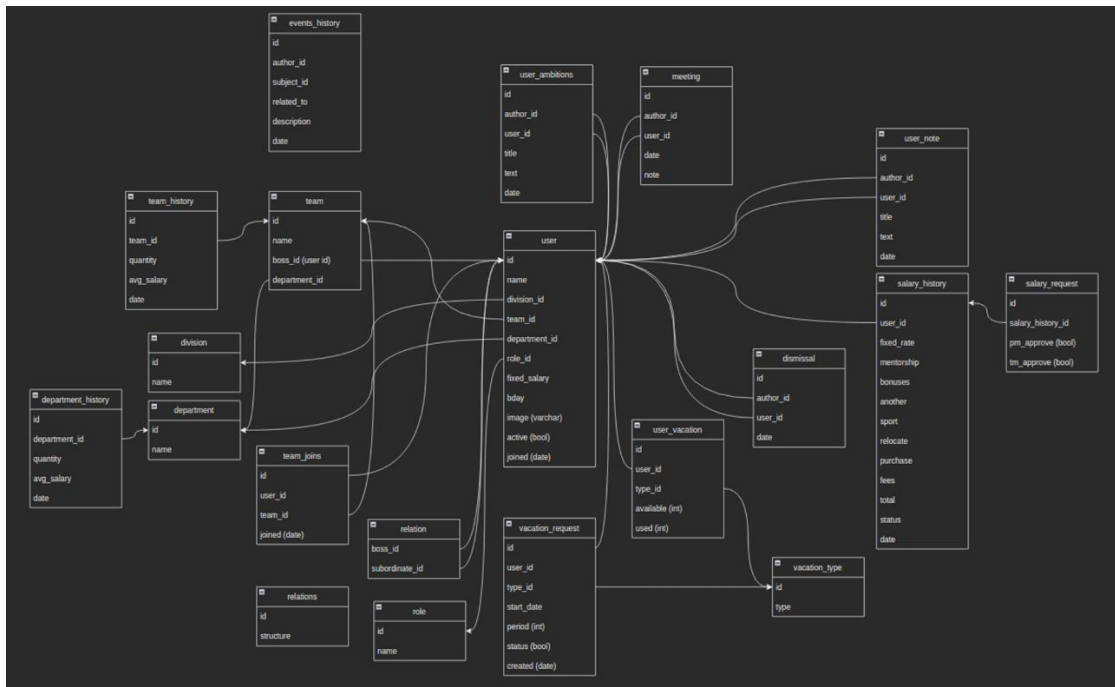 events_history
id
author_id
subject_id
related_to
description
date
user_ambitions
id
author_id
user_id
title
text
date
meeting
id
author_id
user_id
date
note
user_note
id
author_id
user_id
title
text
date
team_history
id
team_id
quantity
avg_salary
date
team
id
name
boss_id (user id)
department_id
user
id
name
division_id
team_id
department_id
role_id
fixed_salary
bday
image (varchar)
active (bool)
joined (date)
salary_history
id
user_id
fixed_rate
mentorship
bonuses
another
sport
relocate
purchase
fees
total
status
date
salary_request
id
salary_history_id
pm_approve (bool)
tm_approve (bool)
division
id
name
dismissal
id
author_id
user_id
date
department_history
id
department_id
quantity
avg_salary
date
department
id
name
user_vacation
id
user_id
type_id
available (int)
used (int)
team_joins
id
user_id
team_id
joined (date)
relation
boss_id
subordinate_id
vacation_request
id
user_id
type_id
start_date
period (int)
status (bool)
created (date)
vacation_type
id
type
relations
id
structure
role
id
name